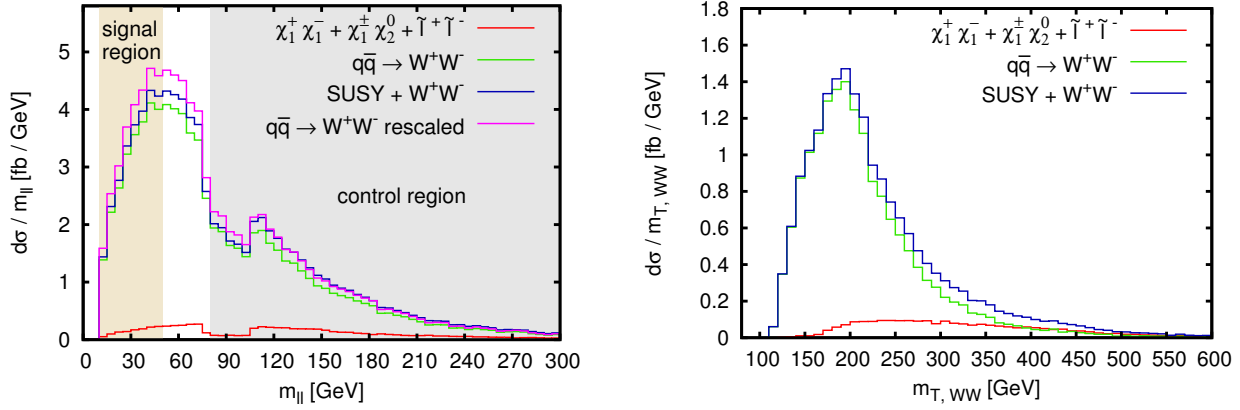 signal
region
χ₁⁺ χ₁⁻ + χ₁± χ₂⁰ + l̃⁺ l̃⁻
qq̅ → W⁺W⁻
SUSY + W⁺W⁻
qq̅ → W⁺W⁻ rescaled
control region
dσ / m_ll [fb / GeV]
5
4
3
2
1
0
0 30 60 90 120 150 180 210 240 270 300
m_ll [GeV]
χ₁⁺ χ₁⁻ + χ₁± χ₂⁰ + l̃⁺ l̃⁻
qq̅ → W⁺W⁻
SUSY + W⁺W⁻
dσ / m_T, WW [fb / GeV]
1.8
1.6
1.4
1.2
1
0.8
0.6
0.4
0.2
0
100 150 200 250 300 350 400 450 500 550 600
m_T, WW [GeV]